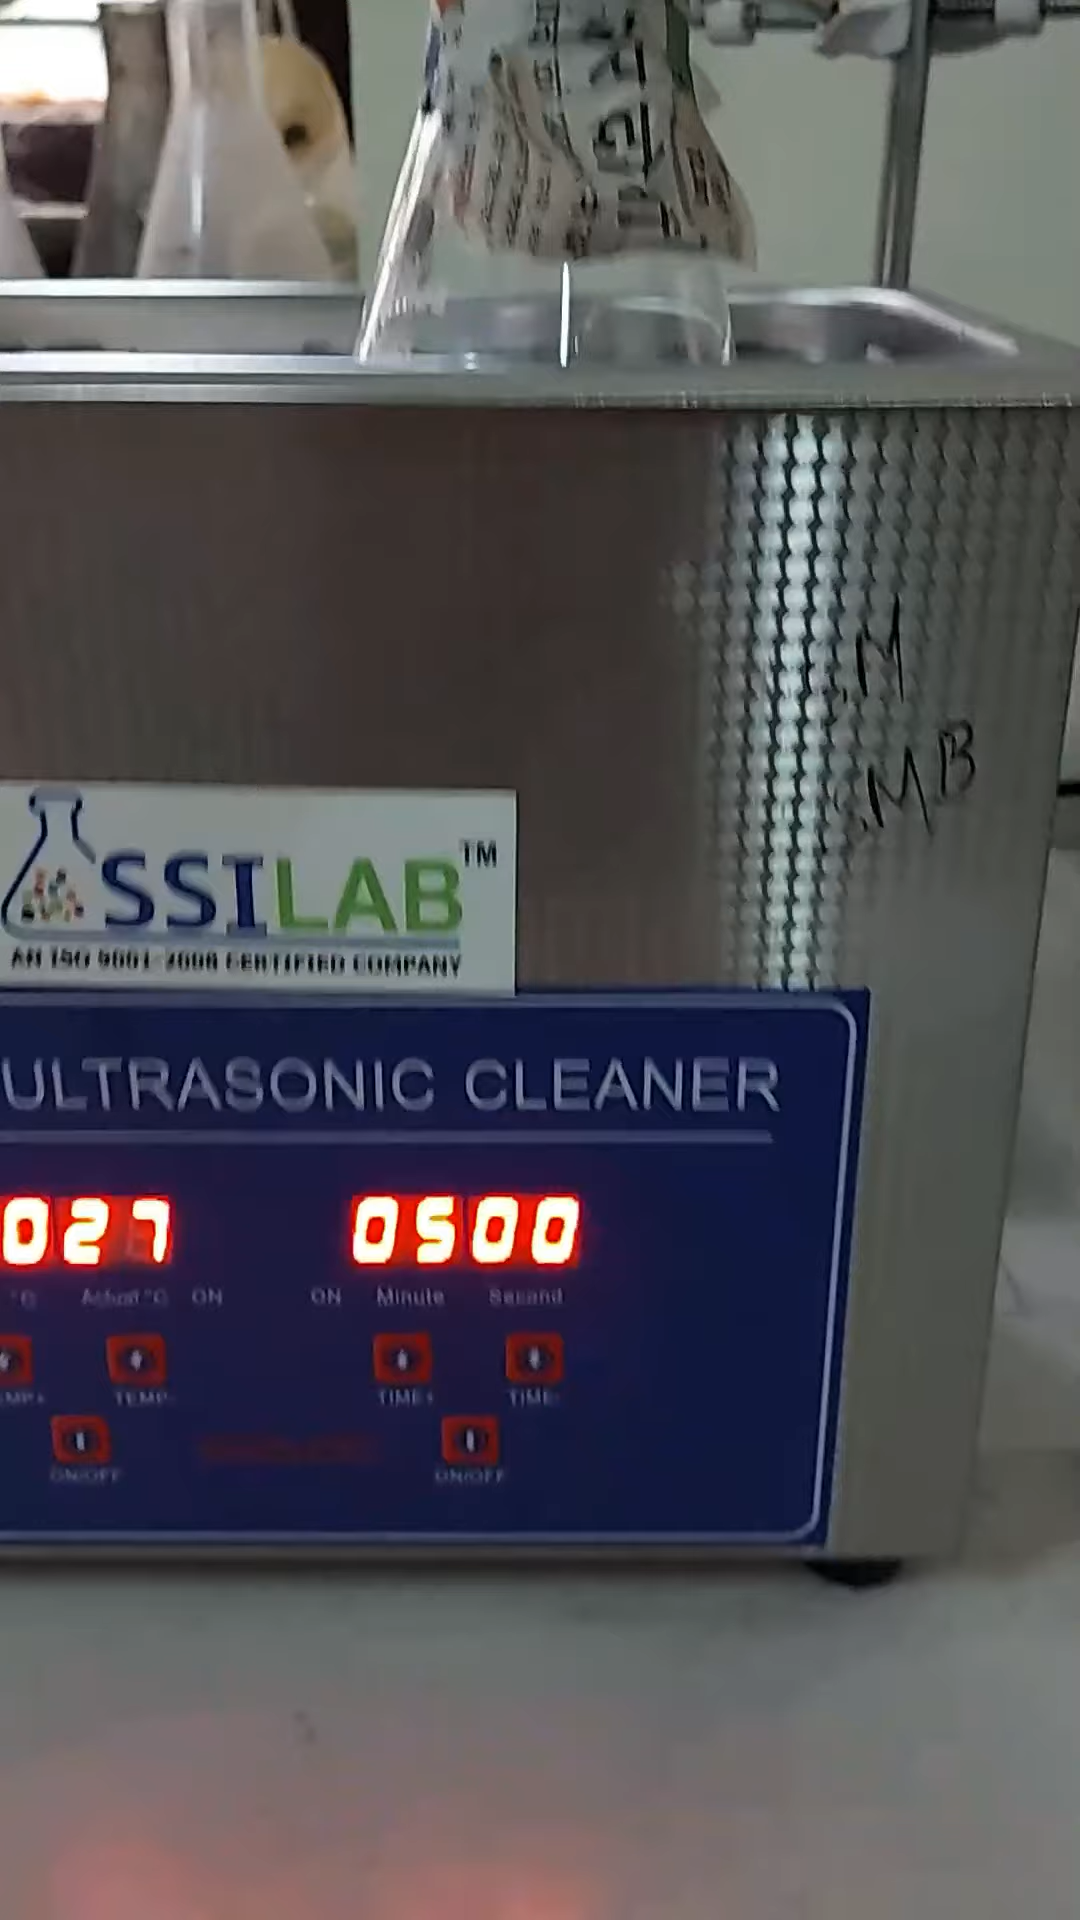 .M
.MB
SSILAB™
AN ISO 9001-2008 CERTIFIED COMPANY
ULTRASONIC CLEANER
027 0500
°C Actual °C ON ON Minute Second
TEMP- TIME+ TIME-
ON/OFF ON/OFF